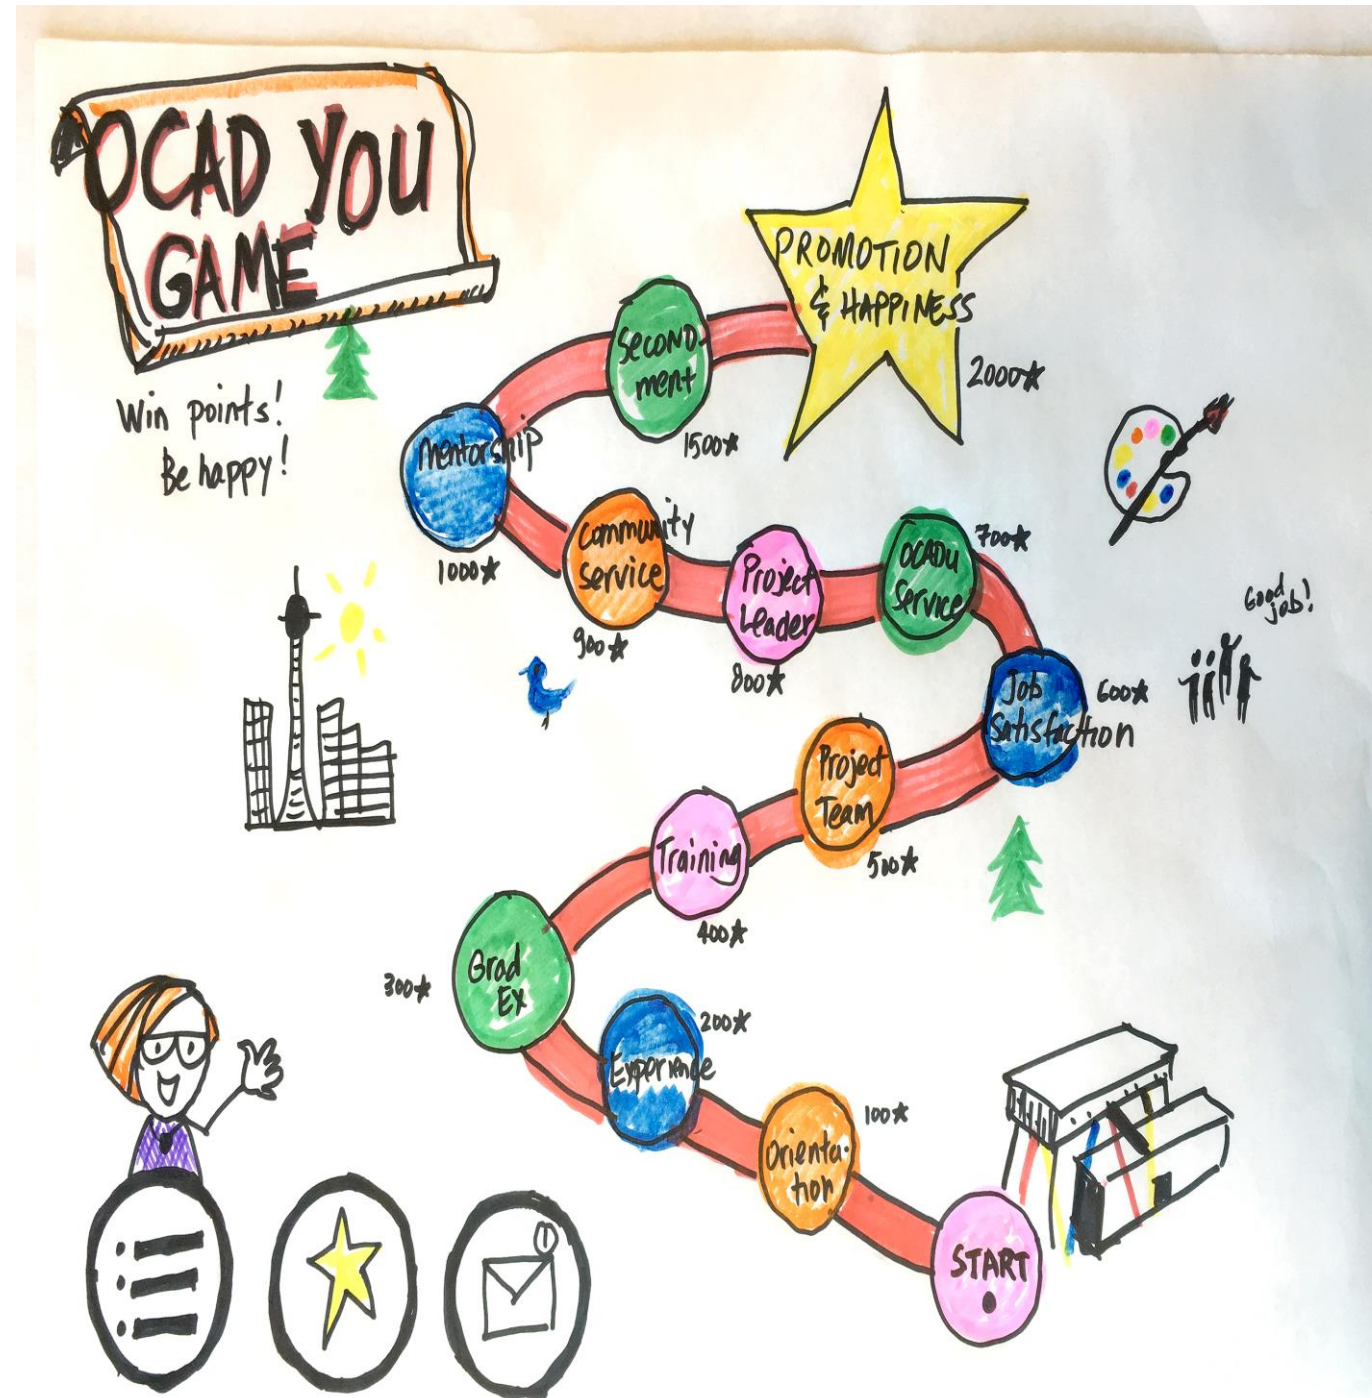 OCAD YOU
GAME
Win points!
Be happy!
PROMOTION
& HAPPINESS
2000★
Second-
ment
1500★
Mentorship
1000★
Community
Service
900★
Project
Leader
800★
OCADU
Service
700★
Job
Satisfaction
600★
Good
job!
Project
Team
500★
Training
400★
Grad
Ex
300★
Experience
200★
Orienta-
tion
100★
START
1